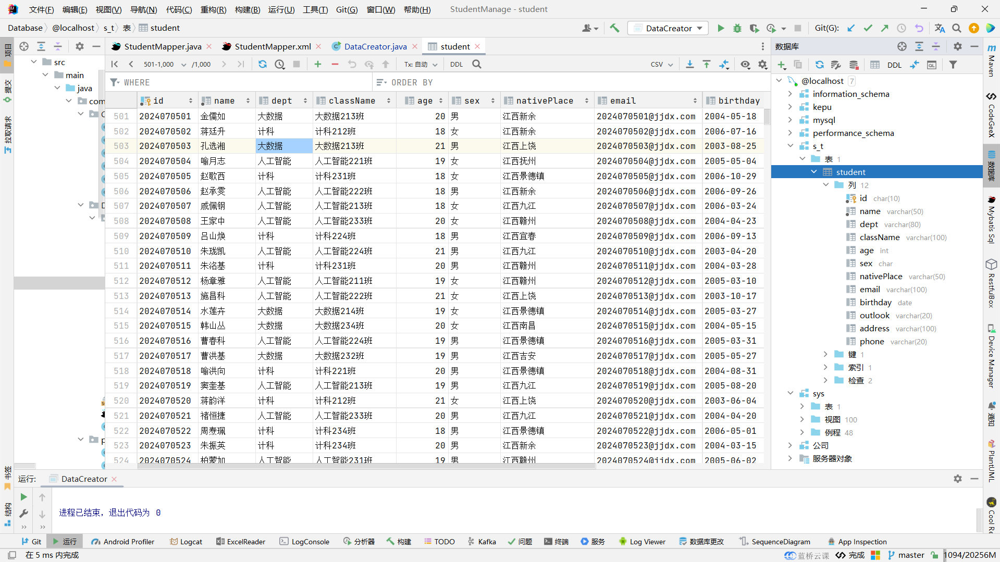 文件(F) 编辑(E) 视图(V) 导航(N) 代码(C) 重构(R) 构建(B) 运行(U) 工具(T) Git(G) 窗口(W) 帮助(H) StudentManage - student
Database @localhost s_t 表 student DataCreator Git(G):
项目
提交
拉取请求
书签
结构
StudentMapper.java StudentMapper.xml DataCreator.java student
501-1,000 /1,000 Tx: 自动 DDL CSV
WHERE ORDER BY
src
main
java
com
id name dept className age sex nativePlace email birthday
501 2024070501 金儒如 大数据 大数据213班 20 男 江西新余 2024070501@jjdx.com 2004-05-18
502 2024070502 蒋廷升 计科 计科212班 18 女 江西新余 2024070502@jjdx.com 2006-07-16
503 2024070503 孔选湘 大数据 大数据213班 21 男 江西上饶 2024070503@jjdx.com 2003-08-25
504 2024070504 喻月志 人工智能 人工智能221班 19 女 江西抚州 2024070504@jjdx.com 2005-05-04
505 2024070505 赵歌西 计科 计科231班 18 女 江西景德镇 2024070505@jjdx.com 2006-10-29
506 2024070506 赵承雯 人工智能 人工智能222班 18 男 江西新余 2024070506@jjdx.com 2006-09-26
507 2024070507 戚佩钢 人工智能 人工智能213班 18 女 江西九江 2024070507@jjdx.com 2006-03-24
508 2024070508 王家中 人工智能 人工智能233班 20 女 江西赣州 2024070508@jjdx.com 2004-04-23
509 2024070509 吕山焕 计科 计科224班 18 男 江西宜春 2024070509@jjdx.com 2006-09-13
510 2024070510 朱珑凯 人工智能 人工智能224班 21 男 江西九江 2024070510@jjdx.com 2003-04-20
511 2024070511 朱洺基 计科 计科231班 20 男 江西赣州 2024070511@jjdx.com 2004-03-28
512 2024070512 杨章雅 人工智能 人工智能211班 19 女 江西赣州 2024070512@jjdx.com 2005-03-10
513 2024070513 施昌科 人工智能 人工智能222班 21 女 江西上饶 2024070513@jjdx.com 2003-10-17
514 2024070514 水莲卉 大数据 大数据214班 19 女 江西景德镇 2024070514@jjdx.com 2005-03-27
515 2024070515 韩山丛 大数据 大数据234班 20 女 江西南昌 2024070515@jjdx.com 2004-05-15
516 2024070516 曹春科 人工智能 人工智能224班 19 男 江西景德镇 2024070516@jjdx.com 2005-03-31
517 2024070517 曹洪基 大数据 大数据232班 19 男 江西吉安 2024070517@jjdx.com 2005-05-27
518 2024070518 喻洪向 计科 计科221班 20 男 江西景德镇 2024070518@jjdx.com 2004-08-31
519 2024070519 窦奎基 人工智能 人工智能213班 19 男 江西九江 2024070519@jjdx.com 2005-08-20
520 2024070520 蒋韵洋 计科 计科212班 21 女 江西上饶 2024070520@jjdx.com 2003-06-04
521 2024070521 褚恒捷 人工智能 人工智能233班 20 男 江西九江 2024070521@jjdx.com 2004-04-20
522 2024070522 周焘珮 计科 计科234班 18 男 江西景德镇 2024070522@jjdx.com 2006-05-01
523 2024070523 朱振英 计科 计科234班 20 男 江西新余 2024070523@jjdx.com 2004-03-15
524 2024070524 柏蒙加 人工智能 人工智能231班 19 男 江西赣州 2024070524@jjdx.com 2005-06-02
数据库
DDL QL
@localhost 7
information_schema
kepu
mysql
performance_schema
s_t
表 1
student
列 12
id char(10)
name varchar(50)
dept varchar(80)
className varchar(100)
age int
sex char
nativePlace varchar(50)
email varchar(100)
birthday date
outlook varchar(20)
address varchar(100)
phone varchar(20)
键 1
索引 1
检查 2
sys
表 1
视图 100
例程 48
公司
服务器对象
Maven
CodeGeeX
数据库
Mybatis Sql
RestfulBox
Device Manager
通知
PlantUML
Cool Re
运行: DataCreator
进程已结束，退出代码为 0
Git 运行 Android Profiler Logcat ExcelReader LogConsole 分析器 构建 TODO Kafka 问题 终端 服务 Log Viewer 数据库更改 SequenceDiagram App Inspection
在 5 ms 内完成 蓝桥云课 完成 master 1094/20256M